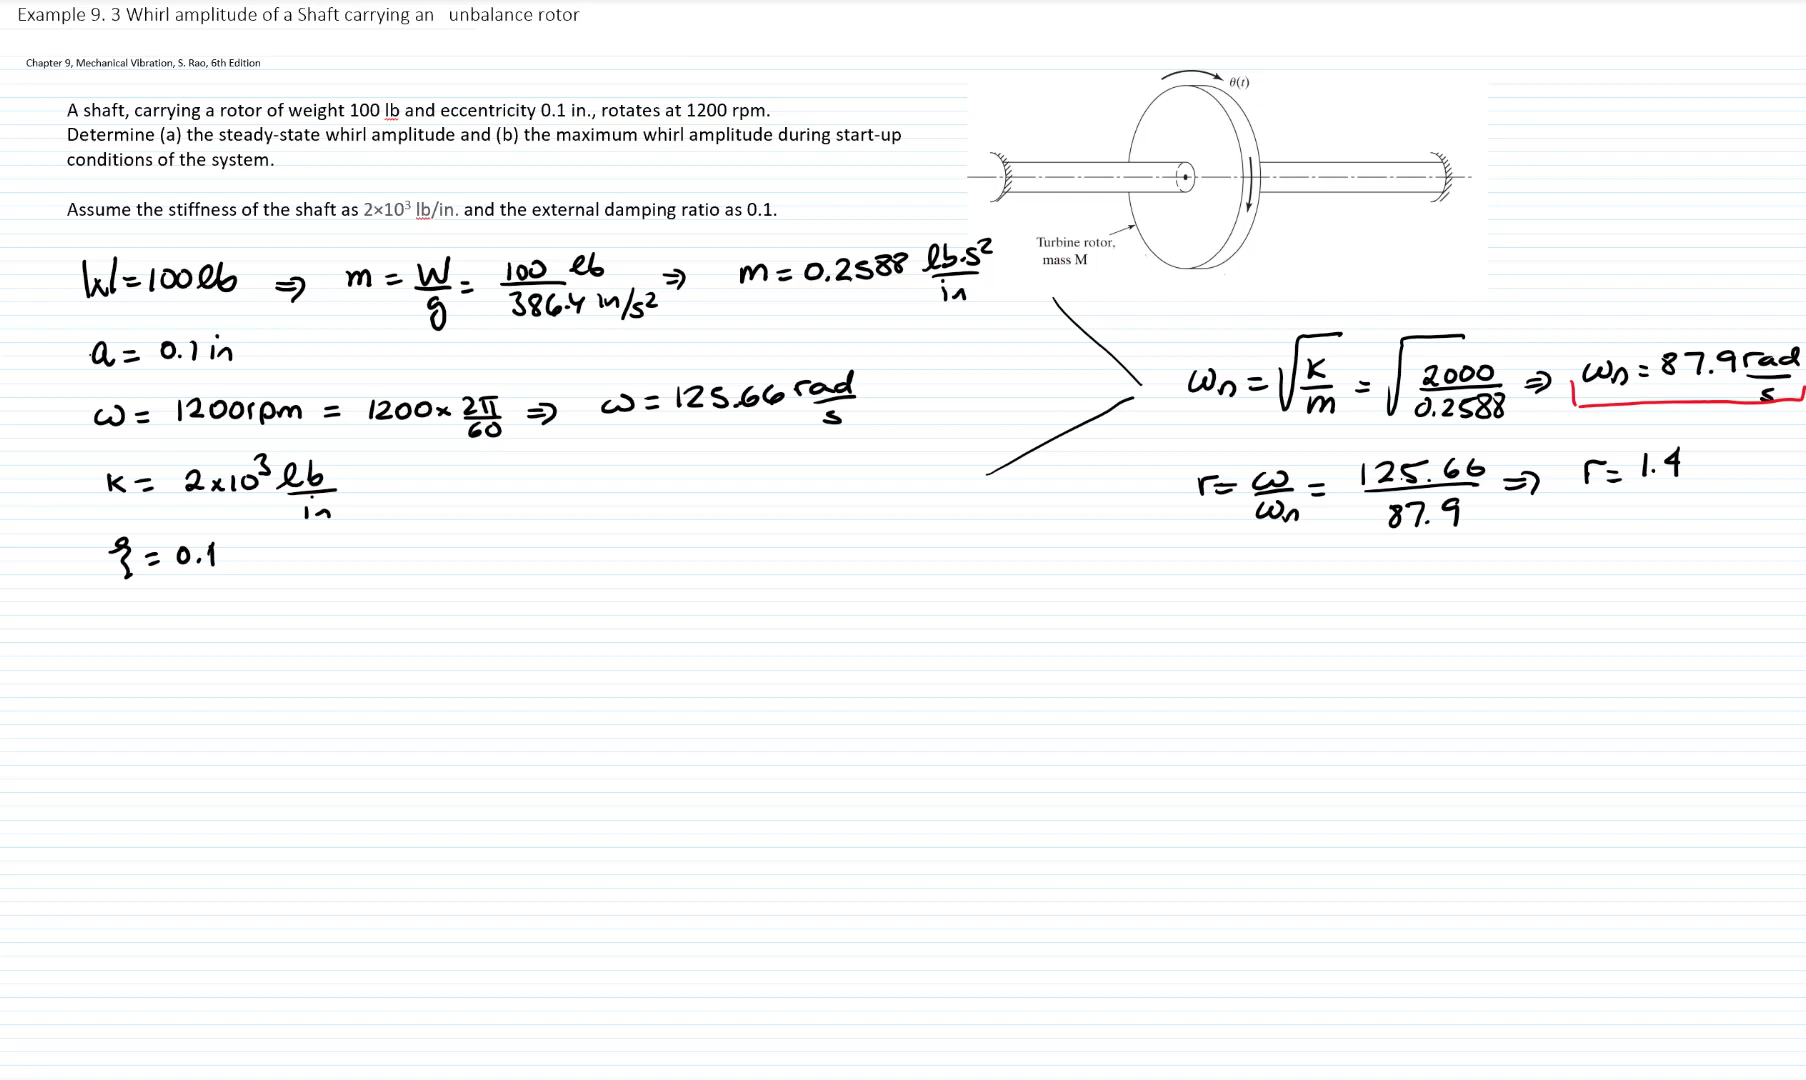 Example 9. 3 Whirl amplitude of a Shaft carrying an unbalance rotor
Chapter 9, Mechanical Vibration, S. Rao, 6th Edition
A shaft, carrying a rotor of weight 100 lb and eccentricity 0.1 in., rotates at 1200 rpm.
Determine (a) the steady-state whirl amplitude and (b) the maximum whirl amplitude during start-up
conditions of the system.
Assume the stiffness of the shaft as 2×10³ lb/in. and the external damping ratio as 0.1.
θ(t)
Turbine rotor,
mass M
W = 100 lb ⇒ m = W/g = 100 lb / 386.4 in/s² ⇒ m = 0.2588 lb.s²/in
a = 0.1 in
ω = 1200rpm = 1200× 2π/60 ⇒ ω = 125.66 rad/s
K = 2×10³ lb/in
ξ = 0.1
ωn = √(K/m) = √(2000/0.2588) ⇒ ωn = 87.9 rad/s
r = ω/ωn = 125.66/87.9 ⇒ r = 1.4